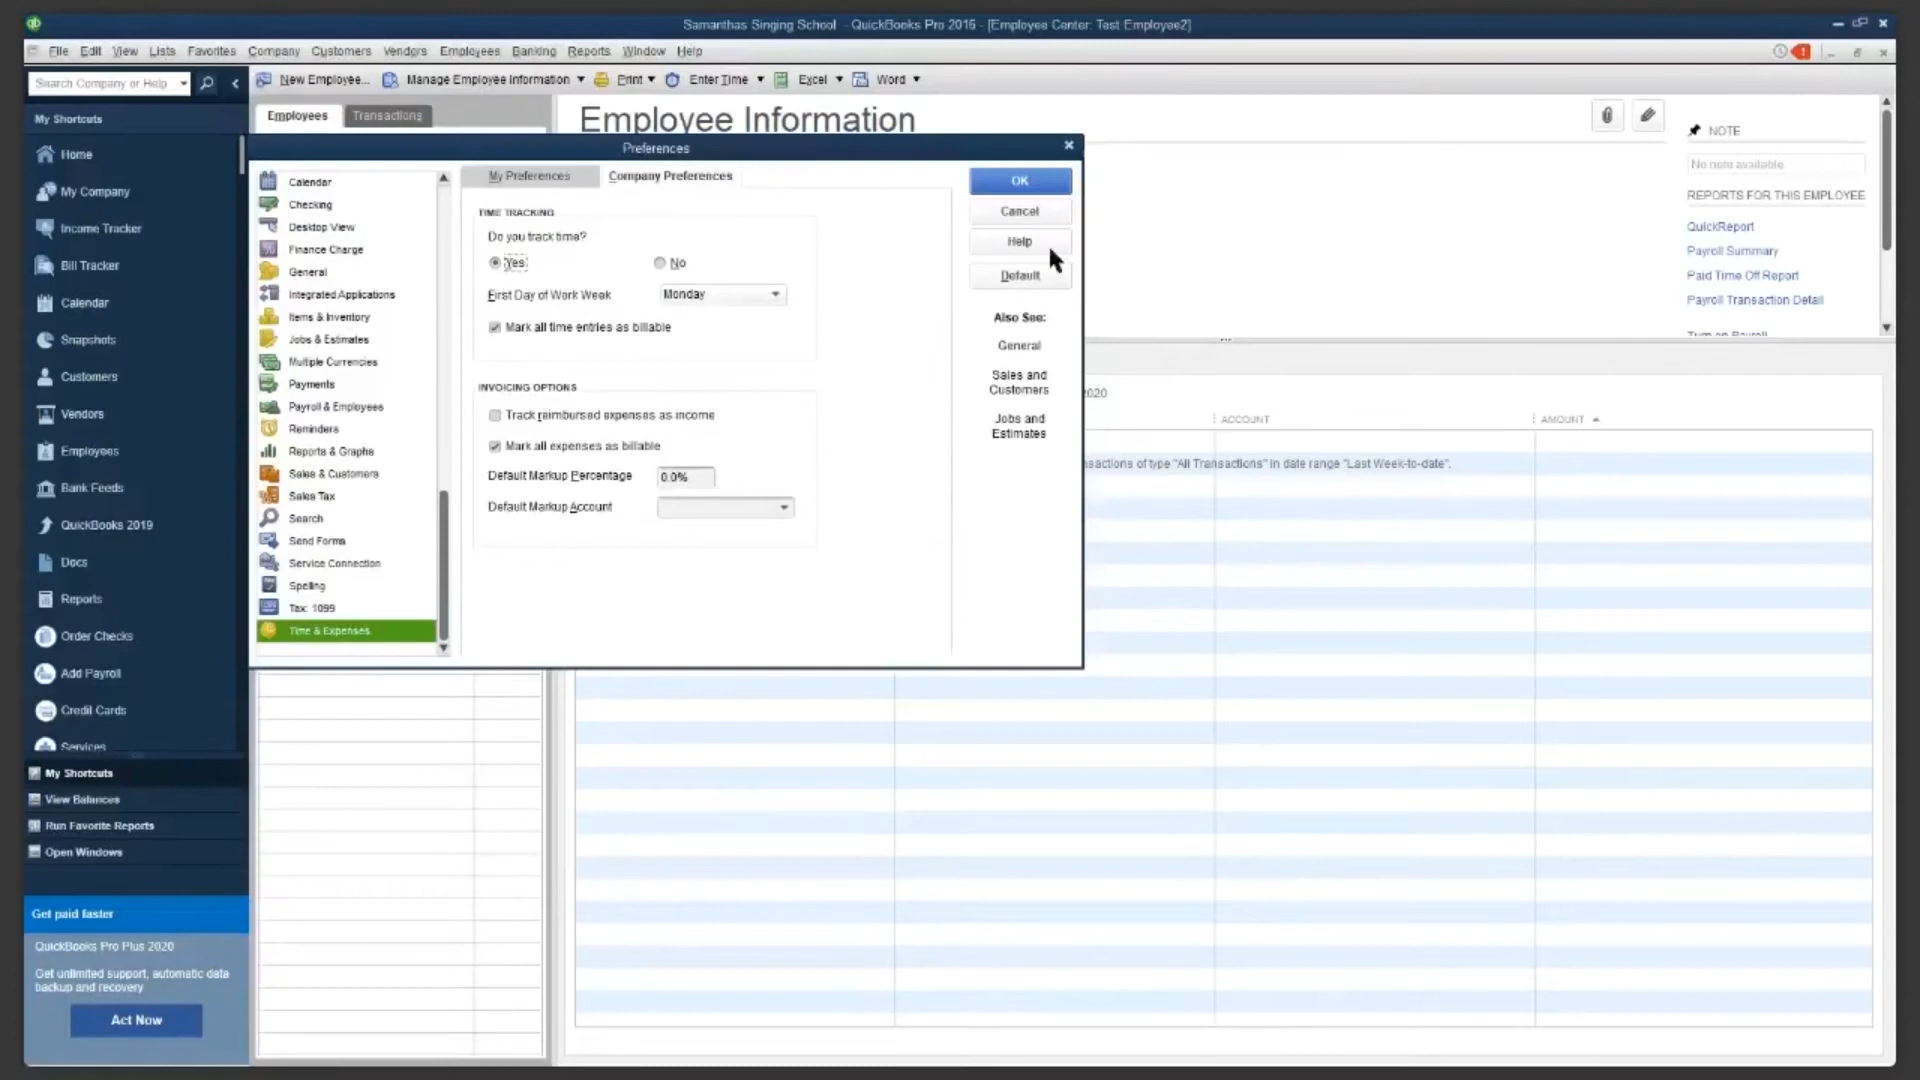 qb
Samanthas Singing School - QuickBooks Pro 2016 - [Employee Center: Test Employee2]
File Edit View Lists Favorites Company Customers Vendors Employees Banking Reports Window Help
Search Company or Help
New Employee... Manage Employee Information Print Enter Time Excel Word
My Shortcuts
Home
My Company
Income Tracker
Bill Tracker
Calendar
Snapshots
Customers
Vendors
Employees
Bank Feeds
QuickBooks 2019
Docs
Reports
Order Checks
Add Payroll
Credit Cards
Services
My Shortcuts
View Balances
Run Favorite Reports
Open Windows
Get paid faster
QuickBooks Pro Plus 2020
Get unlimited support, automatic data
backup and recovery
Act Now
Employees Transactions
Employee Information
Preferences
Calendar
Checking
Desktop View
Finance Charge
General
Integrated Applications
Items & Inventory
Jobs & Estimates
Multiple Currencies
Payments
Payroll & Employees
Reminders
Reports & Graphs
Sales & Customers
Sales Tax
Search
Send Forms
Service Connection
Spelling
Tax: 1099
Time & Expenses
My Preferences Company Preferences
TIME TRACKING
Do you track time?
Yes No
First Day of Work Week Monday
Mark all time entries as billable
INVOICING OPTIONS
Track reimbursed expenses as income
Mark all expenses as billable
Default Markup Percentage 0.0%
Default Markup Account
OK
Cancel
Help
Default
Also See:
General
Sales and
Customers
Jobs and
Estimates
NOTE
No note available
REPORTS FOR THIS EMPLOYEE
QuickReport
Payroll Summary
Paid Time Off Report
Payroll Transaction Detail
Turn on Payroll
2020
ACCOUNT AMOUNT
nsactions of type "All Transactions" in date range "Last Week-to-date".